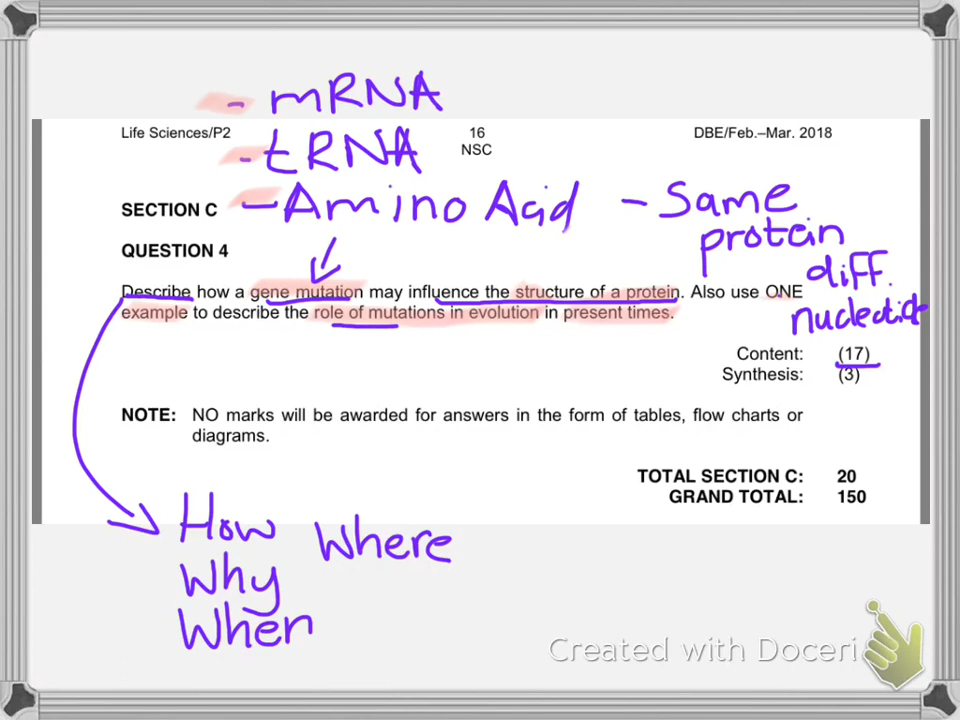 - mRNA
Life Sciences/P2 16 DBE/Feb.–Mar. 2018
NSC
- tRNA
SECTION C - Amino Acid - Same
protein
diff.
nucleotide
QUESTION 4
Describe how a gene mutation may influence the structure of a protein. Also use ONE
example to describe the role of mutations in evolution in present times.
Content: (17)
Synthesis: (3)
NOTE: NO marks will be awarded for answers in the form of tables, flow charts or
diagrams.
TOTAL SECTION C: 20
GRAND TOTAL: 150
How Where
Why
When
Created with Doceri